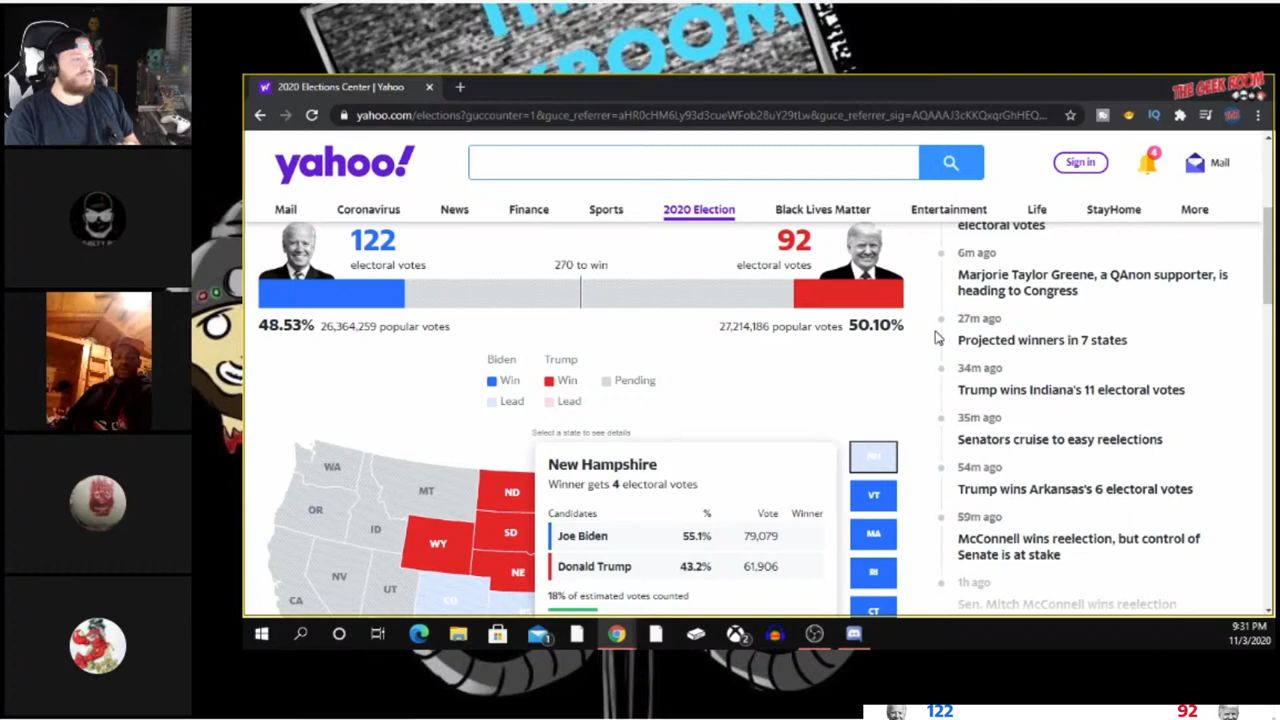 THE GEEK ROOM
2020 Elections Center | Yahoo
yahoo!
Sign in
4
Mail
Mail
Coronavirus
News
Finance
Sports
2020 Election
Black Lives Matter
Entertainment
Life
StayHome
More
122
electoral votes
270 to win
92
electoral votes
48.53% 26,364,259 popular votes
27,214,186 popular votes 50.10%
Biden
Trump
Win
Win
Pending
Lead
Lead
Select a state to see details
WA
OR
MT
ID
ND
SD
WY
NE
NV
UT
CA
New Hampshire
Winner gets 4 electoral votes
Candidates % Vote Winner
Joe Biden 55.1% 79,079
Donald Trump 43.2% 61,906
18% of estimated votes counted
NH
VT
MA
RI
CT
electoral votes
6m ago
Marjorie Taylor Greene, a QAnon supporter, is
heading to Congress
27m ago
Projected winners in 7 states
34m ago
Trump wins Indiana's 11 electoral votes
35m ago
Senators cruise to easy reelections
54m ago
Trump wins Arkansas's 6 electoral votes
59m ago
McConnell wins reelection, but control of
Senate is at stake
1h ago
Sen. Mitch McConnell wins reelection
9:31 PM
11/3/2020
122
92